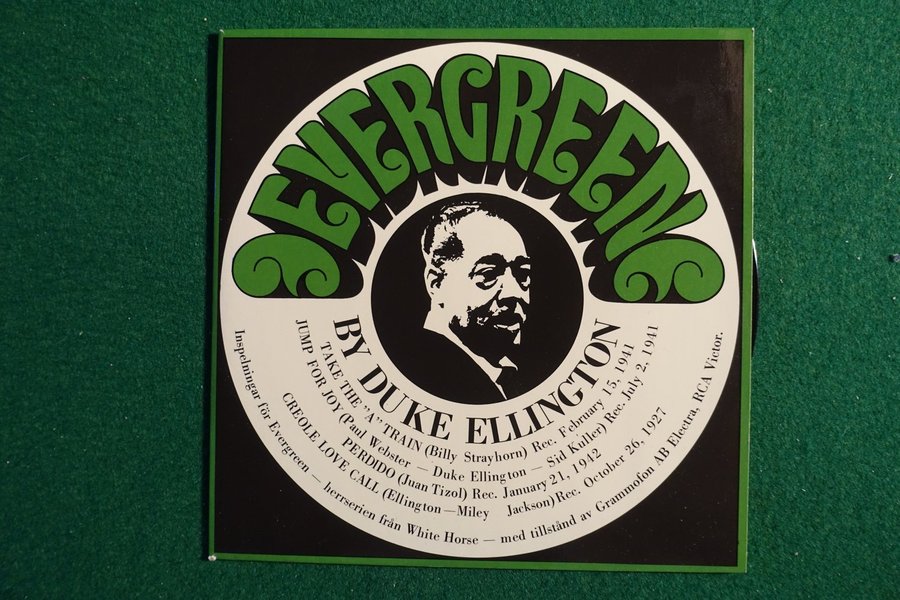 EVERGREEN
BY DUKE ELLINGTON
TAKE THE "A" TRAIN (Billy Strayhorn) Rec. February 15, 1941
JUMP FOR JOY (Paul Webster — Duke Ellington — Sid Kuller) Rec. July 2, 1941
PERDIDO (Juan Tizol) Rec. January 21, 1942
CREOLE LOVE CALL (Ellington—Miley Jackson) Rec. October 26, 1927
Inspelningar för Evergreen — herrserien från White Horse — med tillstånd av Grammofon AB Electra, RCA Victor.